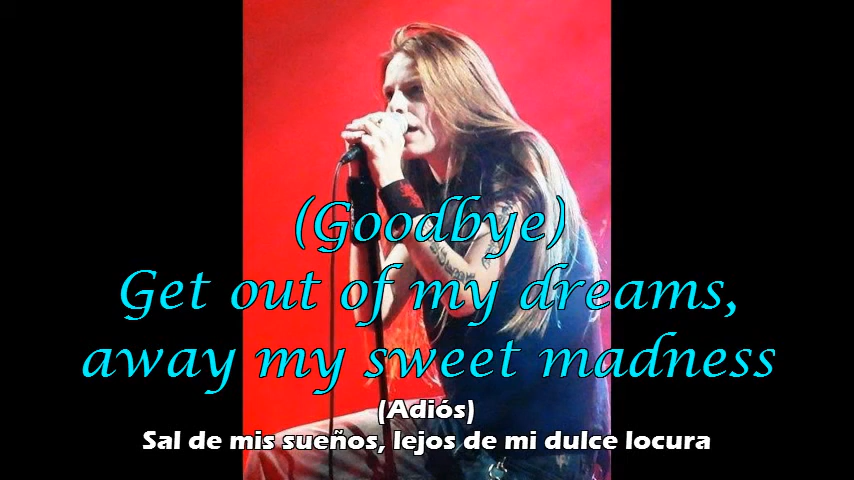 (Goodbye)
Get out of my dreams,
away my sweet madness
(Adiós)
Sal de mis sueños, lejos de mi dulce locura